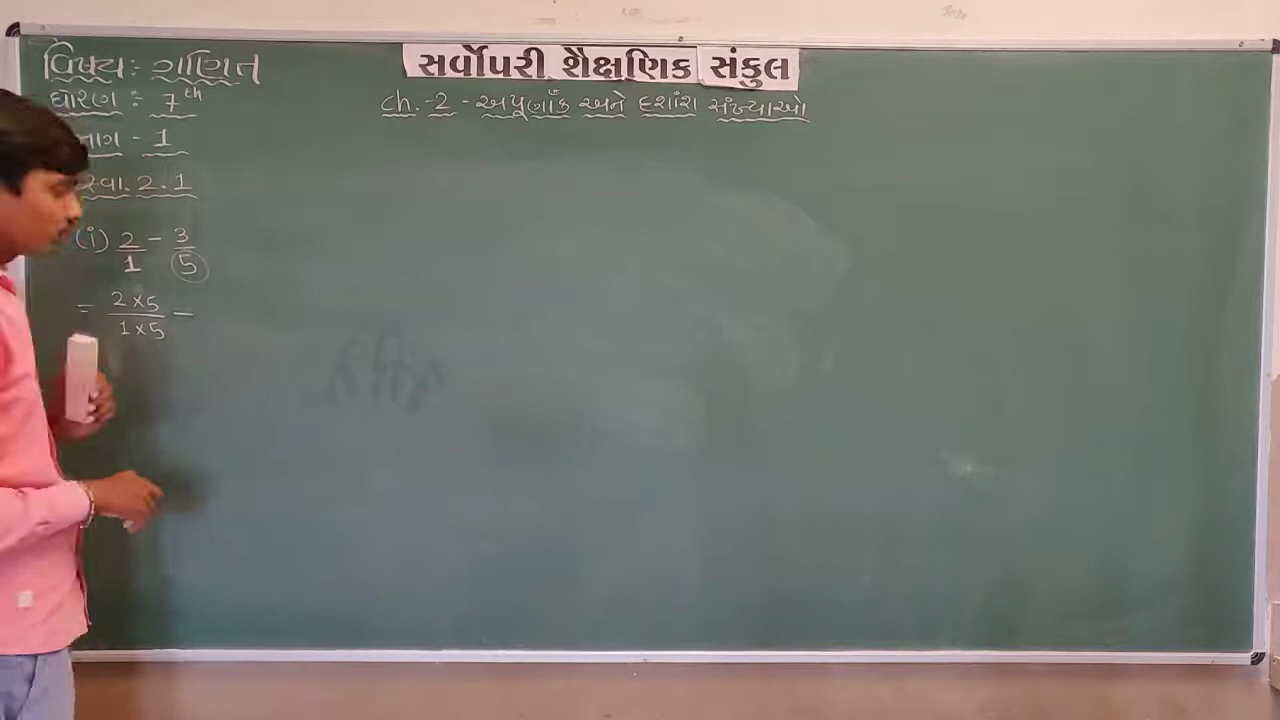 સર્વોપરી શૈક્ષણિક સંકુલ
વિષય : ગણિત
ધોરણ : 7th
ch. - 2 - અપૂર્ણાંક અને દશાંશ સંખ્યાઓ
ભાગ - 1
સ્વા. 2.1
(i) 2/1 - 3/5
= 2×5/1×5 -